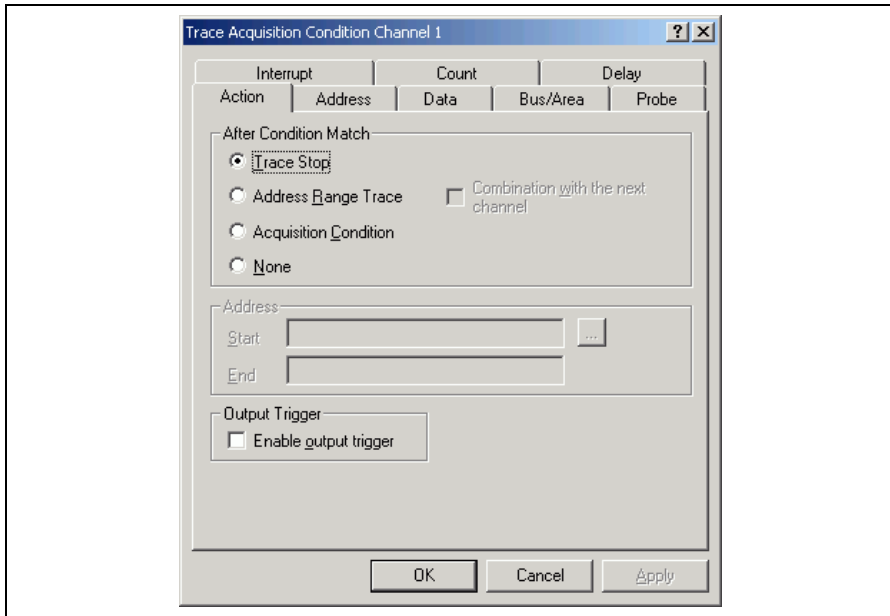 Trace Acquisition Condition Channel 1
Interrupt Count Delay
Action Address Data Bus/Area Probe
After Condition Match
Trace Stop
Address Range Trace
Combination with the next
channel
Acquisition Condition
None
Address
Start ...
End
Output Trigger
Enable output trigger
OK Cancel Apply